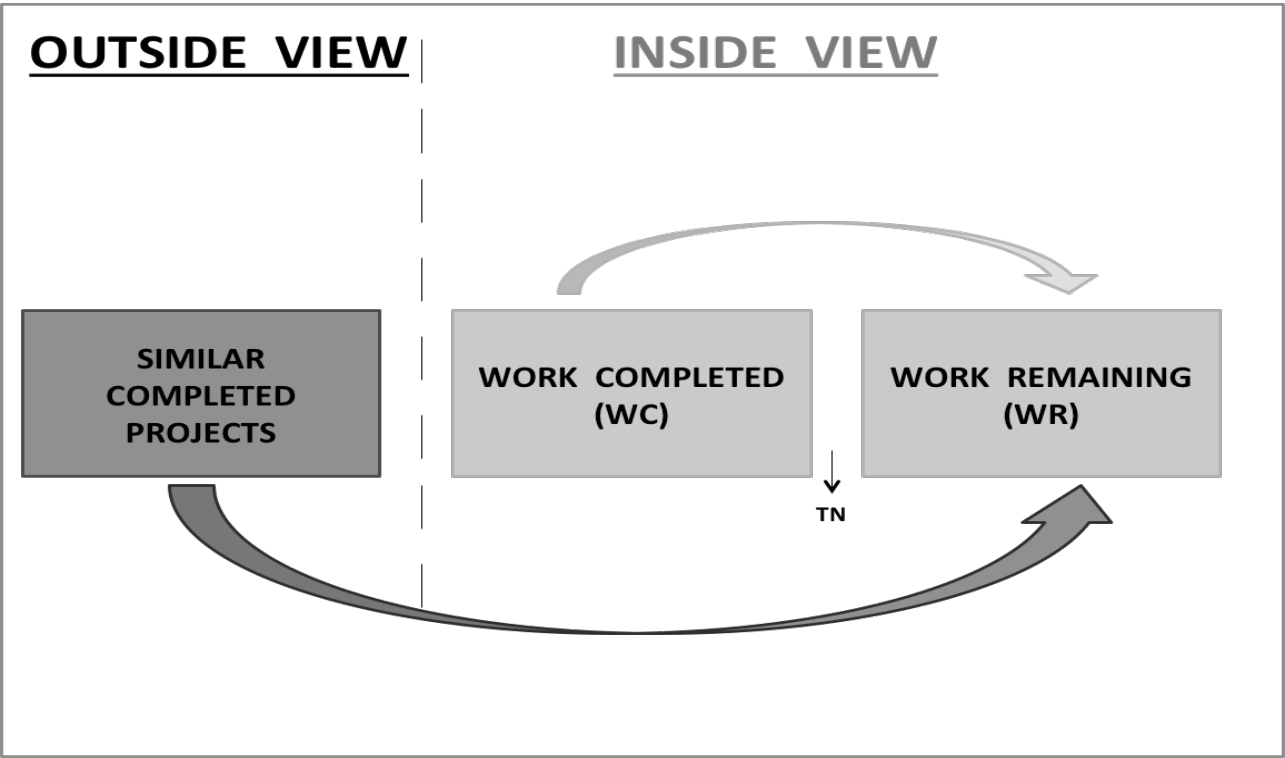 OUTSIDE VIEW
INSIDE VIEW
SIMILAR
COMPLETED
PROJECTS
WORK COMPLETED
(WC)
WORK REMAINING
(WR)
TN